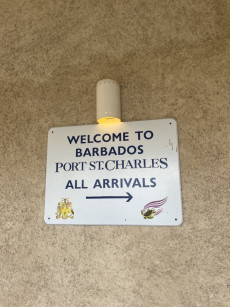 WELCOME TO
BARBADOS
PORT ST. CHARLES
ALL ARRIVALS